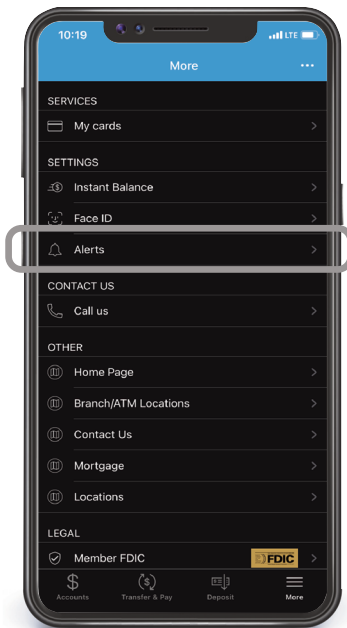 10:19
LTE
More
SERVICES
My cards
SETTINGS
Instant Balance
Face ID
Alerts
CONTACT US
Call us
OTHER
Home Page
Branch/ATM Locations
Contact Us
Mortgage
Locations
LEGAL
Member FDIC FDIC
Accounts Transfer & Pay Deposit More